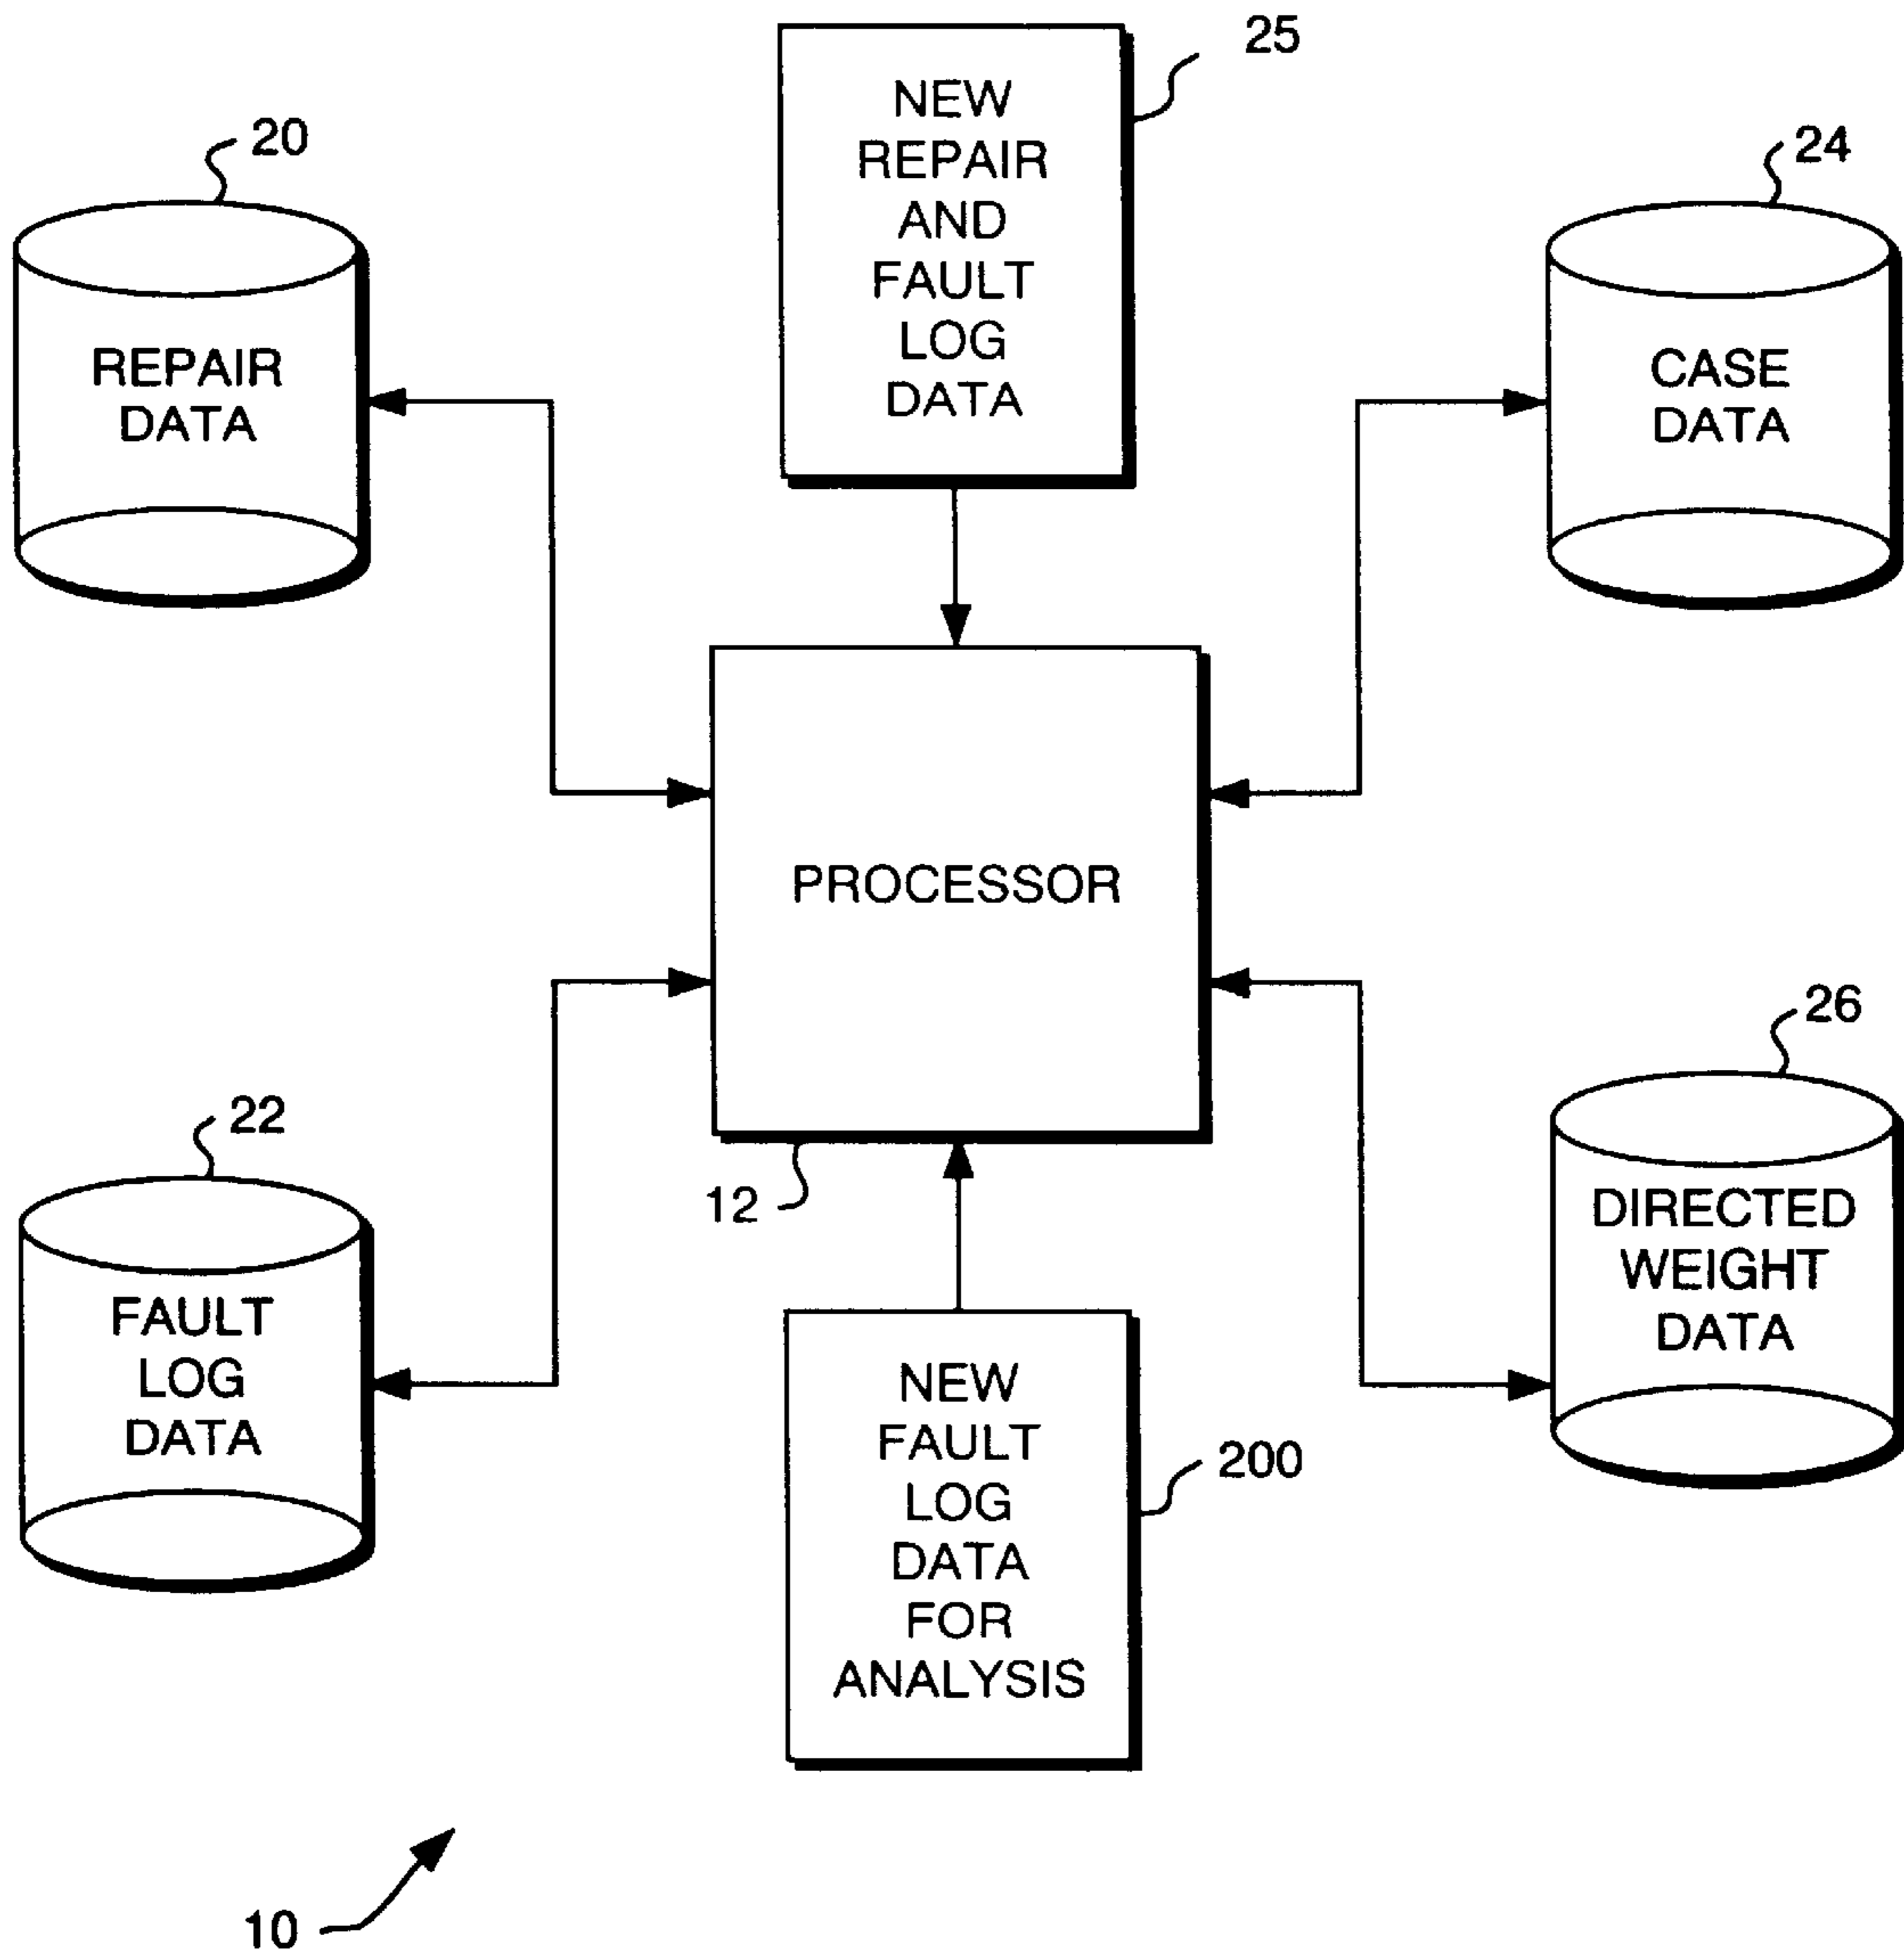 25
NEW
REPAIR
AND
FAULT
LOG
DATA
20
REPAIR
DATA
24
CASE
DATA
PROCESSOR
12
22
FAULT
LOG
DATA
26
DIRECTED
WEIGHT
DATA
NEW
FAULT
LOG
DATA
FOR
ANALYSIS
200
10